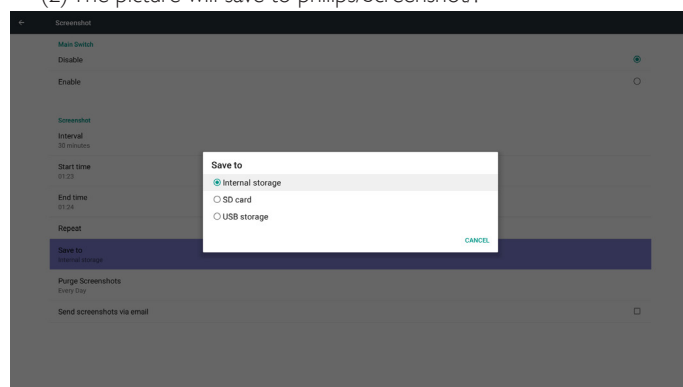 (2) The picture will save to philips/Screenshot/.
Screenshot
Main Switch
Disable
Enable
Screenshot
Interval
30 minutes
Start time
01:23
End time
01:24
Repeat
Save to
Internal storage
Purge Screenshots
Every Day
Send screenshots via email
Save to
Internal storage
SD card
USB storage
CANCEL